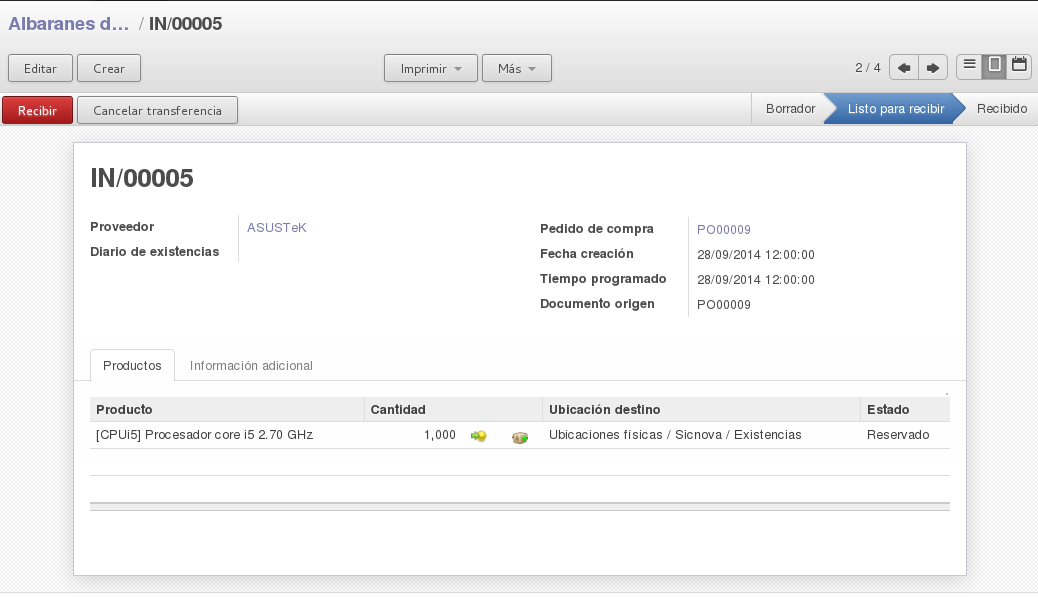 Albaranes d... / IN/00005
Editar Crear Imprimir Más 2 / 4
Recibir Cancelar transferencia Borrador Listo para recibir Recibido
IN/00005
Proveedor ASUSTeK
Diario de existencias
Pedido de compra PO00009
Fecha creación 28/09/2014 12:00:00
Tiempo programado 28/09/2014 12:00:00
Documento origen PO00009
Productos Información adicional
Producto Cantidad Ubicación destino Estado
[CPUi5] Procesador core i5 2.70 GHz 1,000 Ubicaciones físicas / Sicnova / Existencias Reservado